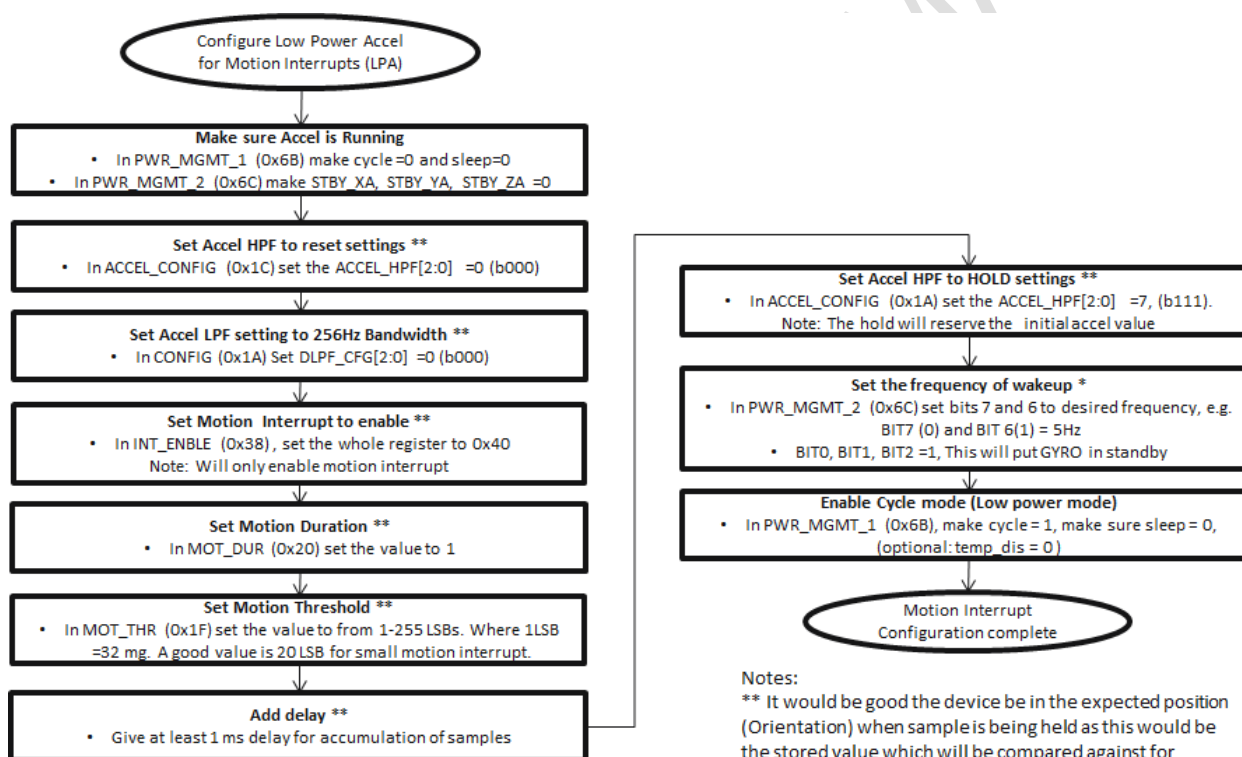 Configure Low Power Accel
for Motion Interrupts (LPA)
Make sure Accel is Running
• In PWR_MGMT_1 (0x6B) make cycle =0 and sleep=0
• In PWR_MGMT_2 (0x6C) make STBY_XA, STBY_YA, STBY_ZA =0
Set Accel HPF to reset settings **
• In ACCEL_CONFIG (0x1C) set the ACCEL_HPF[2:0] =0 (b000)
Set Accel LPF setting to 256Hz Bandwidth **
• In CONFIG (0x1A) Set DLPF_CFG[2:0] =0 (b000)
Set Motion Interrupt to enable **
• In INT_ENBLE (0x38) , set the whole register to 0x40
Note: Will only enable motion interrupt
Set Motion Duration **
• In MOT_DUR (0x20) set the value to 1
Set Motion Threshold **
• In MOT_THR (0x1F) set the value to from 1-255 LSBs. Where 1LSB
=32 mg. A good value is 20 LSB for small motion interrupt.
Add delay **
• Give at least 1 ms delay for accumulation of samples
Set Accel HPF to HOLD settings **
• In ACCEL_CONFIG (0x1A) set the ACCEL_HPF[2:0] =7, (b111).
Note: The hold will reserve the initial accel value
Set the frequency of wakeup *
• In PWR_MGMT_2 (0x6C) set bits 7 and 6 to desired frequency, e.g.
BIT7 (0) and BIT 6(1) = 5Hz
• BIT0, BIT1, BIT2 =1, This will put GYRO in standby
Enable Cycle mode (Low power mode)
• In PWR_MGMT_1 (0x6B), make cycle = 1, make sure sleep = 0,
(optional: temp_dis = 0 )
Motion Interrupt
Configuration complete
Notes:
** It would be good the device be in the expected position
(Orientation) when sample is being held as this would be
the stored value which will be compared against for